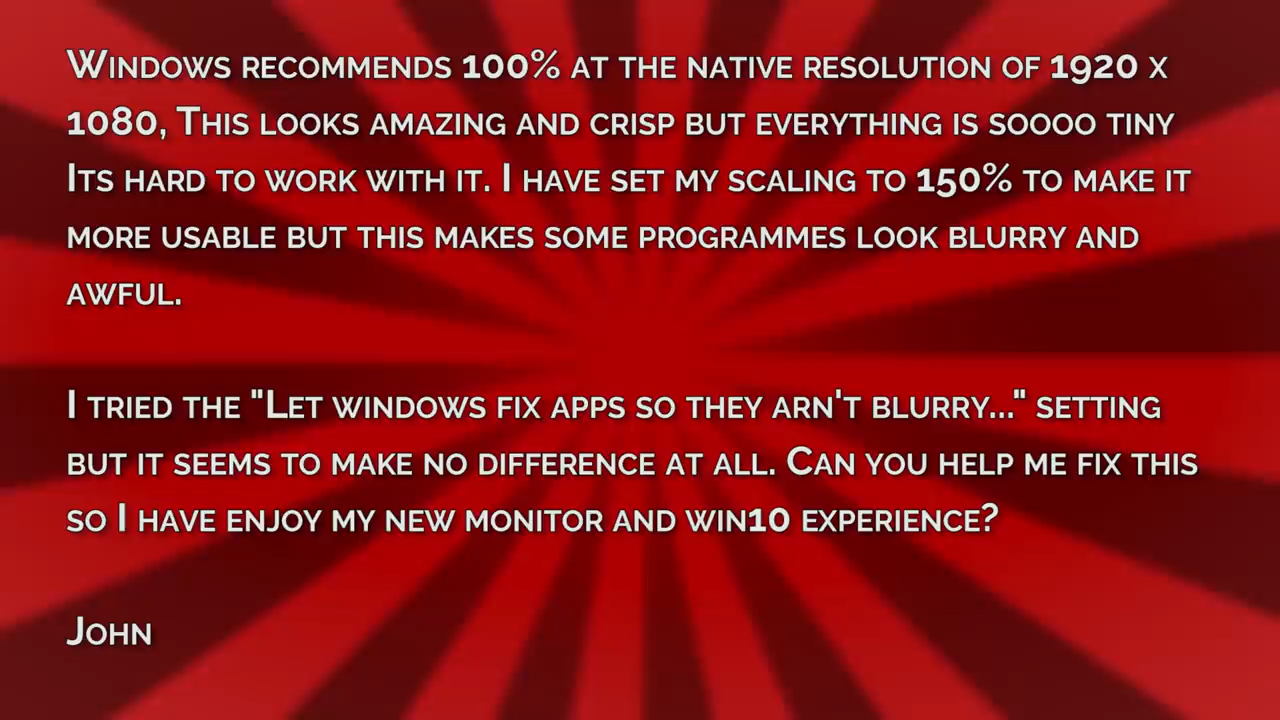 Windows recommends 100% at the native resolution of 1920 x
1080, This looks amazing and crisp but everything is soooo tiny
Its hard to work with it. I have set my scaling to 150% to make it
more usable but this makes some programmes look blurry and
awful.
I tried the "Let windows fix apps so they arn't blurry..." setting
but it seems to make no difference at all. Can you help me fix this
so I have enjoy my new monitor and win10 experience?
John